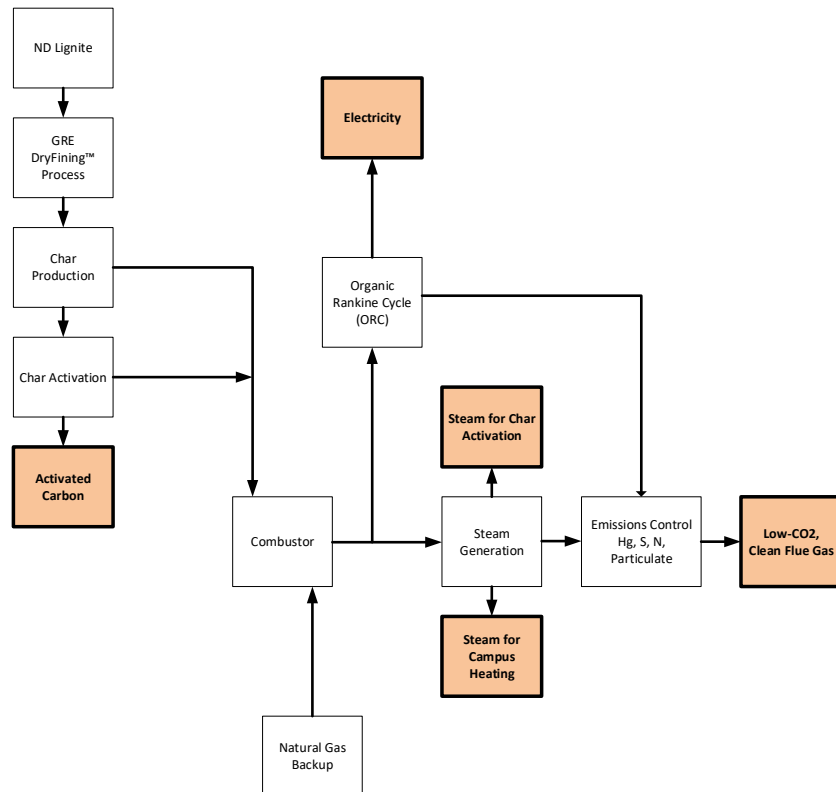 ND Lignite
GRE
DryFining™
Process
Char
Production
Char Activation
Activated
Carbon
Electricity
Organic
Rankine Cycle
(ORC)
Steam for Char
Activation
Combustor
Steam
Generation
Emissions Control
Hg, S, N,
Particulate
Low-CO2,
Clean Flue Gas
Steam for
Campus
Heating
Natural Gas
Backup